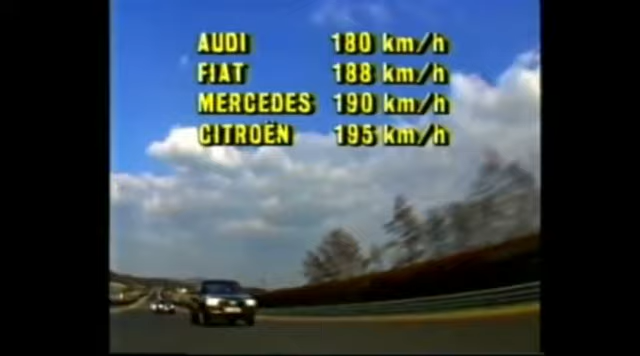 AUDI 180 km/h
FIAT 188 km/h
MERCEDES 190 km/h
CITROËN 195 km/h